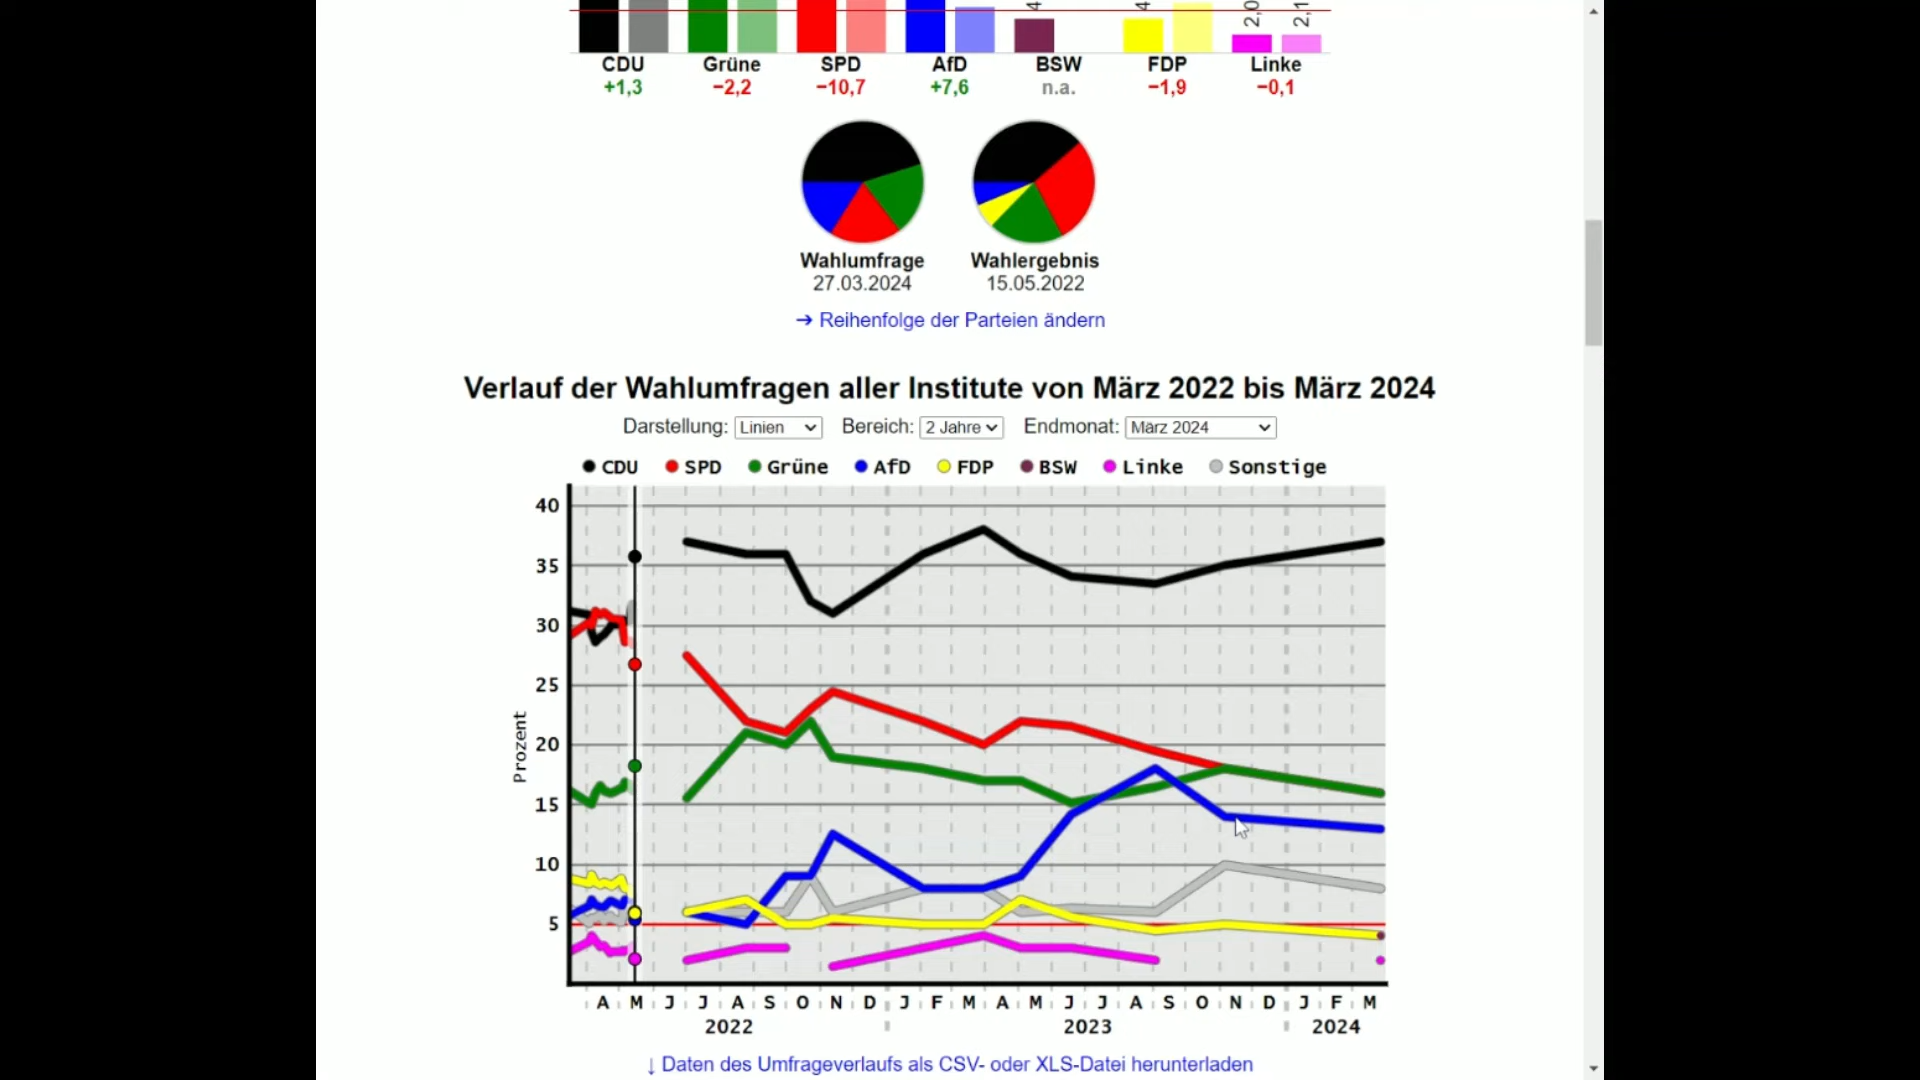 4 4 2,0 2,1
CDU Grüne SPD AfD BSW FDP Linke
+1,3 −2,2 −10,7 +7,6 n.a. −1,9 −0,1
Wahlumfrage Wahlergebnis
27.03.2024 15.05.2022
→ Reihenfolge der Parteien ändern
Verlauf der Wahlumfragen aller Institute von März 2022 bis März 2024
Darstellung: Linien Bereich: 2 Jahre Endmonat: März 2024
CDU SPD Grüne AfD FDP BSW Linke Sonstige
40
35
30
25
20
15
10
5
Prozent
A M J J A S O N D J F M A M J J A S O N D J F M
2022 2023 2024
↓ Daten des Umfrageverlaufs als CSV- oder XLS-Datei herunterladen